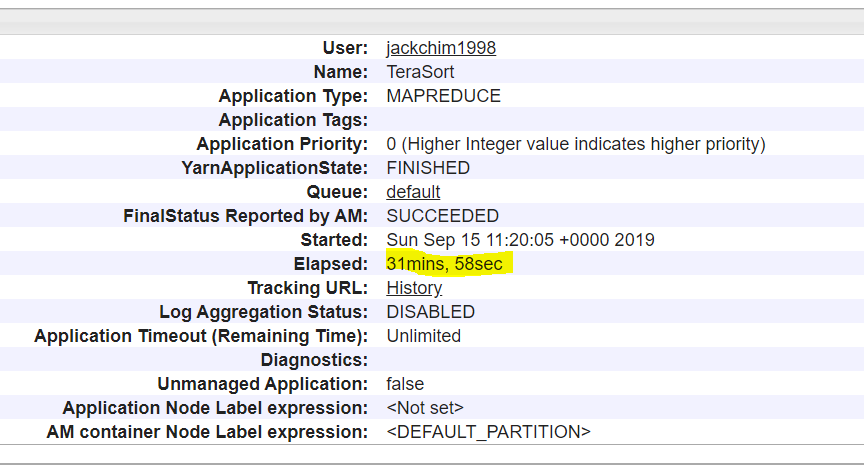 User: jackchim1998
Name: TeraSort
Application Type: MAPREDUCE
Application Tags:
Application Priority: 0 (Higher Integer value indicates higher priority)
YarnApplicationState: FINISHED
Queue: default
FinalStatus Reported by AM: SUCCEEDED
Started: Sun Sep 15 11:20:05 +0000 2019
Elapsed: 31mins, 58sec
Tracking URL: History
Log Aggregation Status: DISABLED
Application Timeout (Remaining Time): Unlimited
Diagnostics:
Unmanaged Application: false
Application Node Label expression: <Not set>
AM container Node Label expression: <DEFAULT_PARTITION>